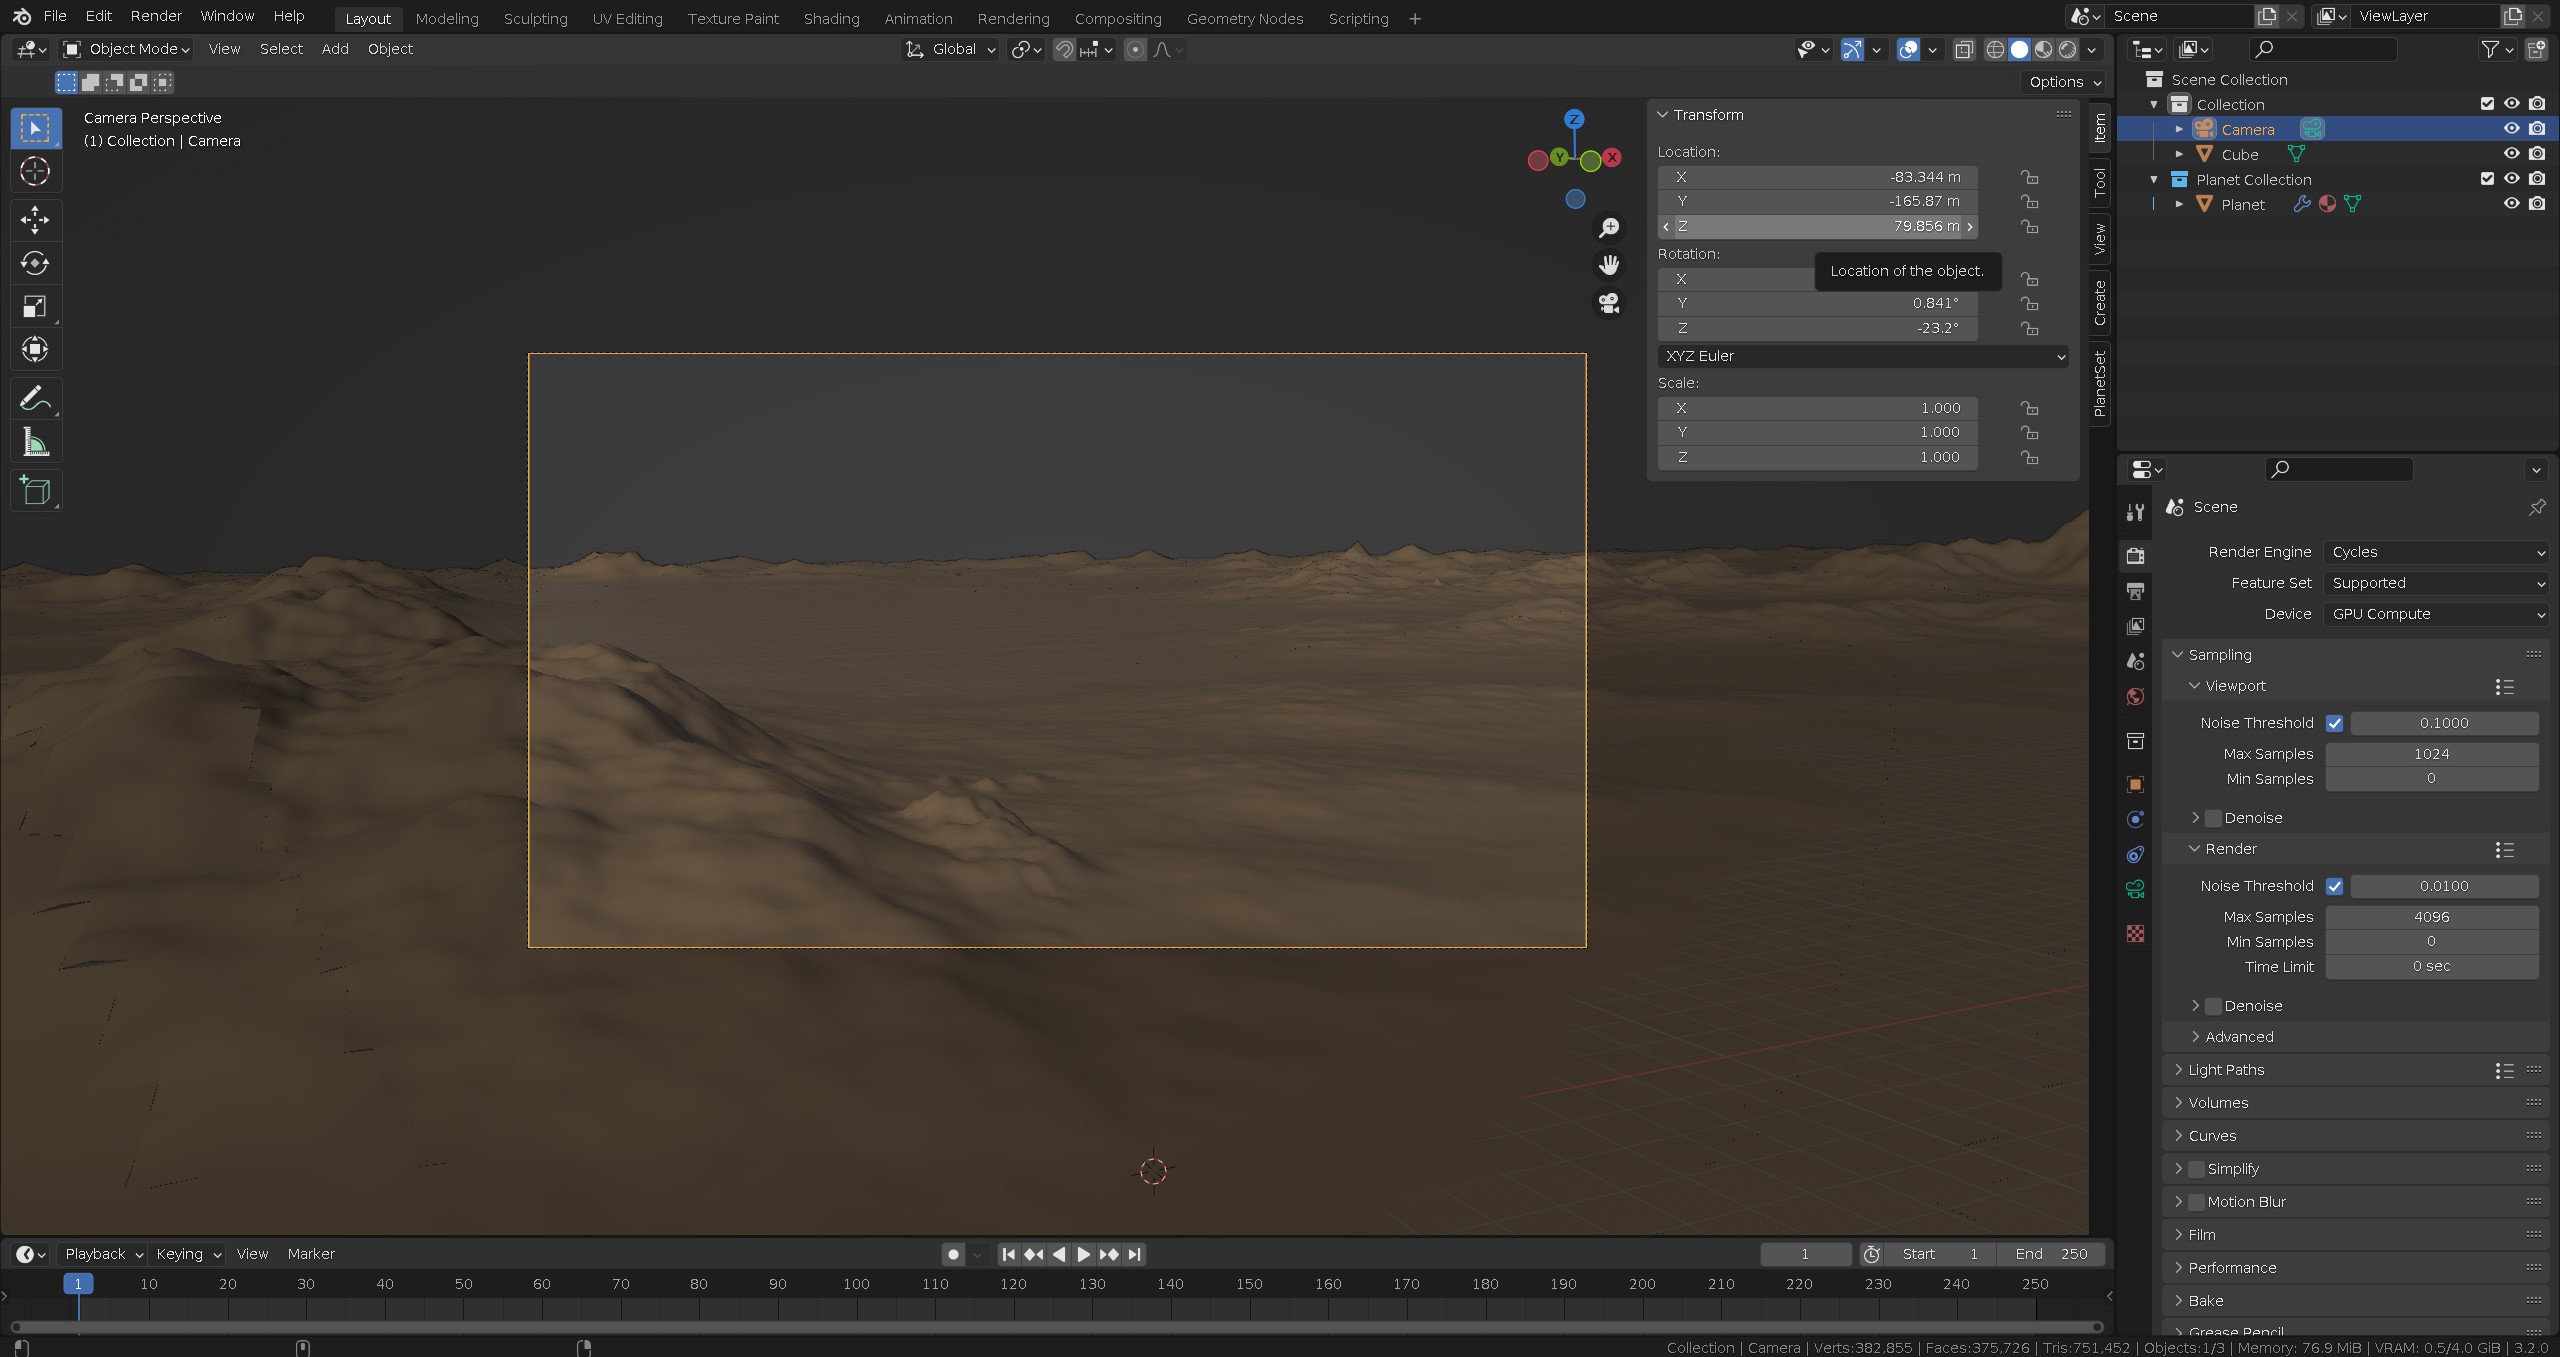 File Edit Render Window Help Layout Modeling Sculpting UV Editing Texture Paint Shading Animation Rendering Compositing Geometry Nodes Scripting + Scene ViewLayer
Object Mode View Select Add Object Global
Options
Camera Perspective
(1) Collection | Camera
Z
Y
X
Transform
Location:
X -83.344 m
Y -165.87 m
Z 79.856 m
Rotation:
X
Location of the object.
Y 0.841°
Z -23.2°
XYZ Euler
Scale:
X 1.000
Y 1.000
Z 1.000
Item
Tool
View
Create
PlanetSet
Scene Collection
Collection
Camera
Cube
Planet Collection
Planet
Scene
Render Engine Cycles
Feature Set Supported
Device GPU Compute
Sampling
Viewport
Noise Threshold 0.1000
Max Samples 1024
Min Samples 0
Denoise
Render
Noise Threshold 0.0100
Max Samples 4096
Min Samples 0
Time Limit 0 sec
Denoise
Advanced
Light Paths
Volumes
Curves
Simplify
Motion Blur
Film
Performance
Bake
Grease Pencil
Playback Keying View Marker 1 Start 1 End 250
1 10 20 30 40 50 60 70 80 90 100 110 120 130 140 150 160 170 180 190 200 210 220 230 240 250
Collection | Camera | Verts:382,855 | Faces:375,726 | Tris:751,452 | Objects:1/3 | Memory: 76.9 MiB | VRAM: 0.5/4.0 GiB | 3.2.0